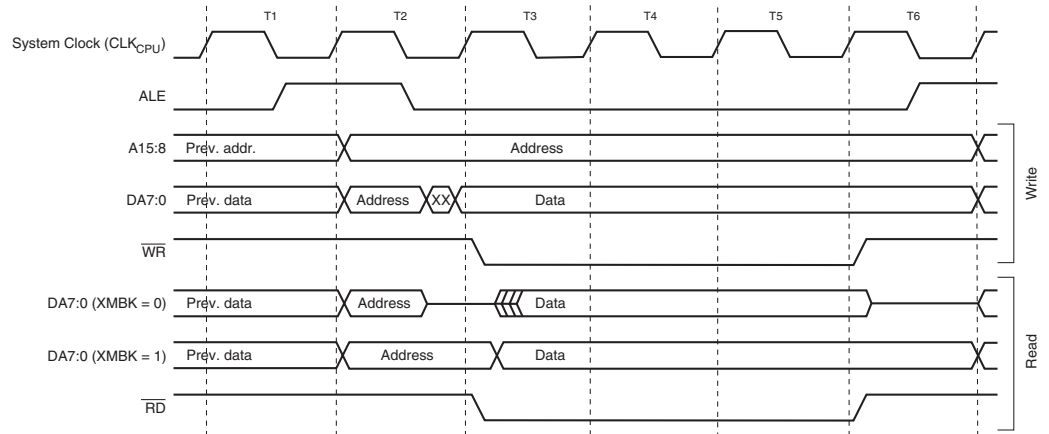 T1 T2 T3 T4 T5 T6
System Clock (CLKCPU)
ALE
A15:8 Prev. addr. Address
DA7:0 Prev. data Address XX Data
WR
Write
DA7:0 (XMBK = 0) Prev. data Address Data
DA7:0 (XMBK = 1) Prev. data Address Data
RD
Read